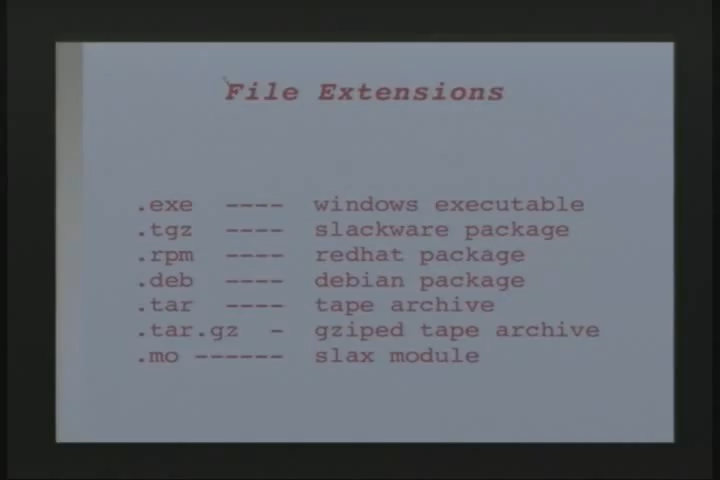 File Extensions
.exe ---- windows executable
.tgz ---- slackware package
.rpm ---- redhat package
.deb ---- debian package
.tar ---- tape archive
.tar.gz - gziped tape archive
.mo ------ slax module